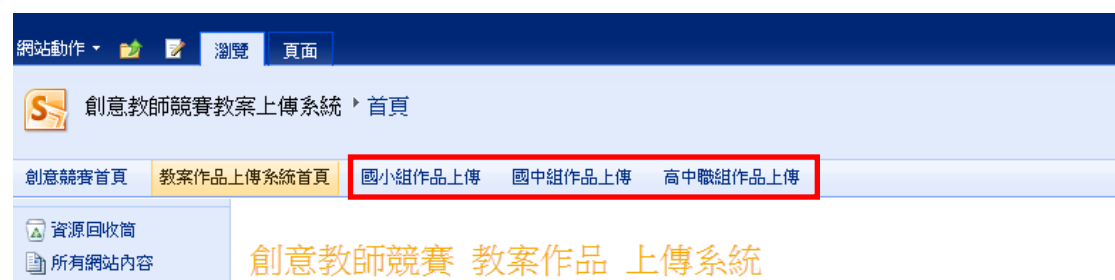 網站動作 瀏覽 頁面
創意教師競賽教案上傳系統 首頁
創意競賽首頁 教案作品上傳系統首頁 國小組作品上傳 國中組作品上傳 高中職組作品上傳
資源回收筒
所有網站內容
創意教師競賽 教案作品 上傳系統